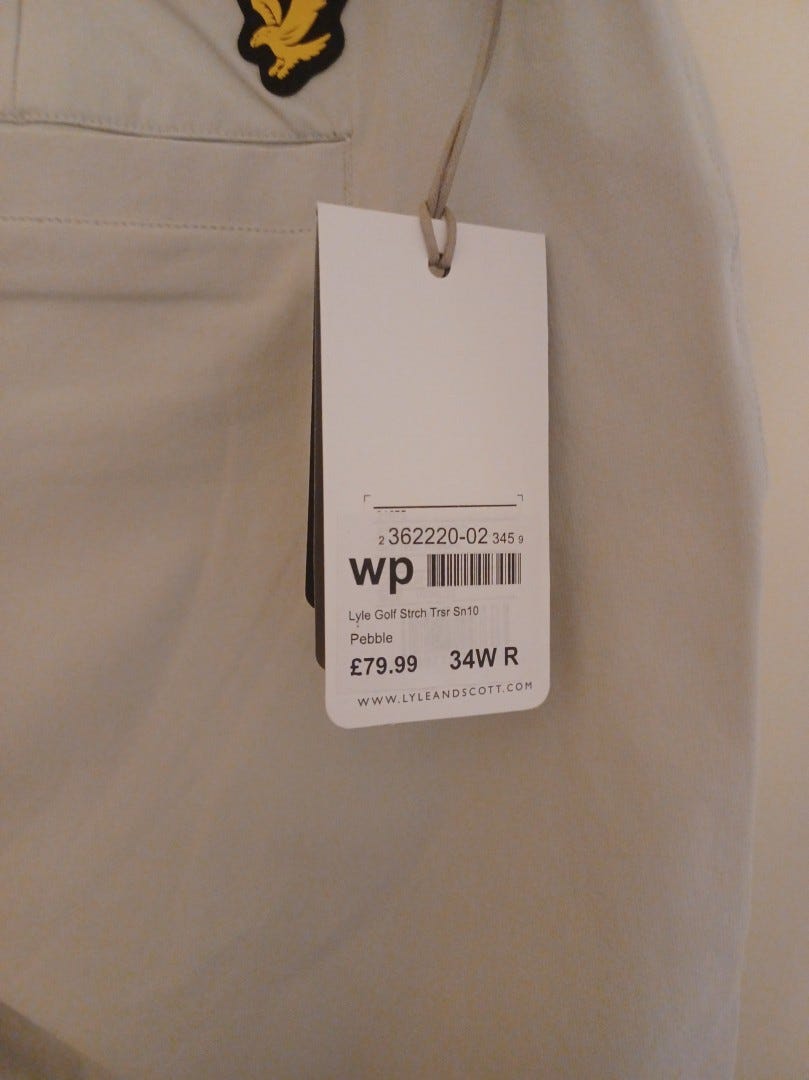 2 362220-02 345 9
wp
Lyle Golf Strch Trsr Sn10
Pebble
£79.99 34W R
WWW.LYLEANDSCOTT.COM